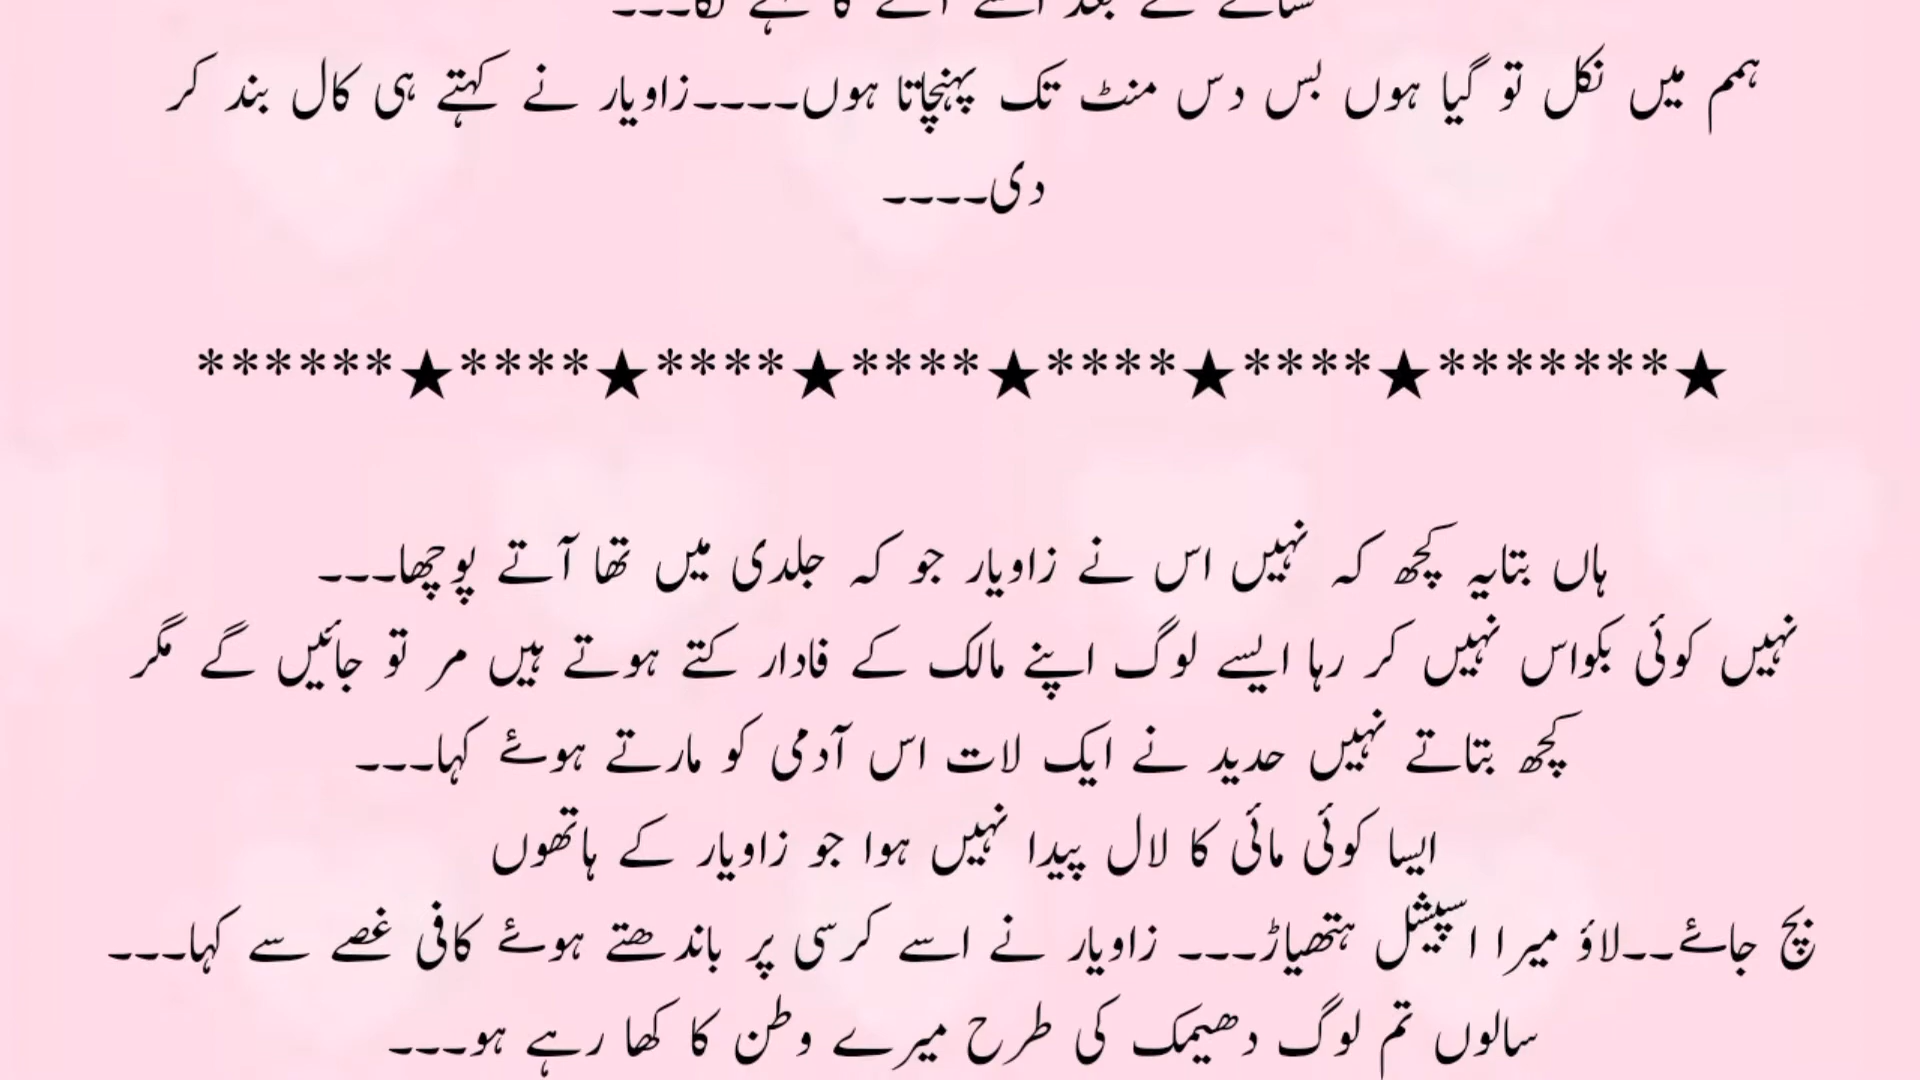 ہمم میں نکل تو گیا ہوں بس دس منٹ تک پہنچاتا ہوں۔۔۔۔زاویار نے کہتے ہی کال بند کر
دی۔۔۔۔
******★****★****★****★****★****★*******★
ہاں بتایہ کچھ کہ نہیں اس نے زاویار جو کہ جلدی میں تھا آتے پوچھا۔۔۔
نہیں کوئی بکواس نہیں کر رہا ایسے لوگ اپنے مالک کے فادار کتے ہوتے ہیں مر تو جائیں گے مگر
کچھ بتاتے نہیں حدید نے ایک لات اس آدمی کو مارتے ہوئے کہا۔۔۔
ایسا کوئی مائی کا لال پیدا نہیں ہوا جو زاویار کے ہاتھوں
بچ جائے۔۔لاؤ میرا اسپیشل ہتھیاڑ۔۔۔ زاویار نے اسے کرسی پر باندھتے ہوئے کافی غصے سے کہا۔۔۔
سالوں تم لوگ دھیمک کی طرح میرے وطن کا کھا رہے ہو۔۔۔